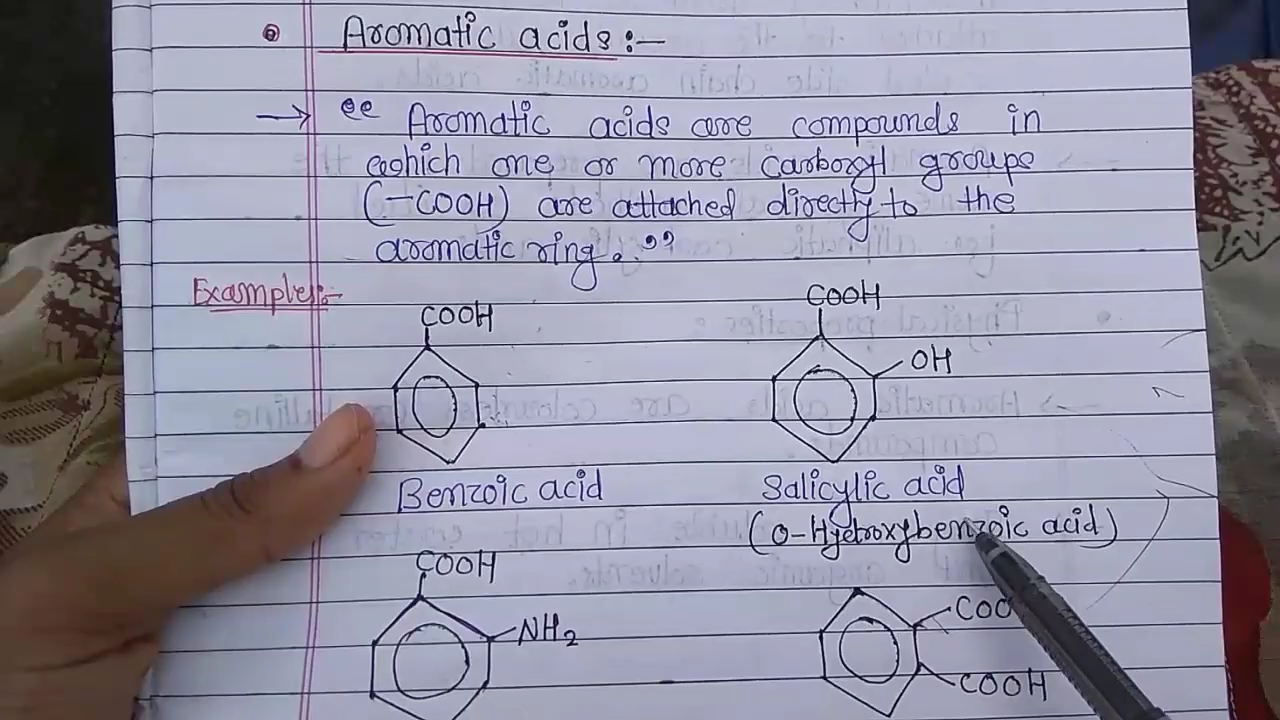 Aromatic acids :-
→ “ Aromatic acids are compounds in
which one or more carboxyl groups
(-COOH) are attached directly to the
aromatic ring. ”
Examples :-
COOH
COOH
OH
Benzoic acid
Salicylic acid
(o-Hydroxybenzoic acid)
COOH
NH2
COO
COOH